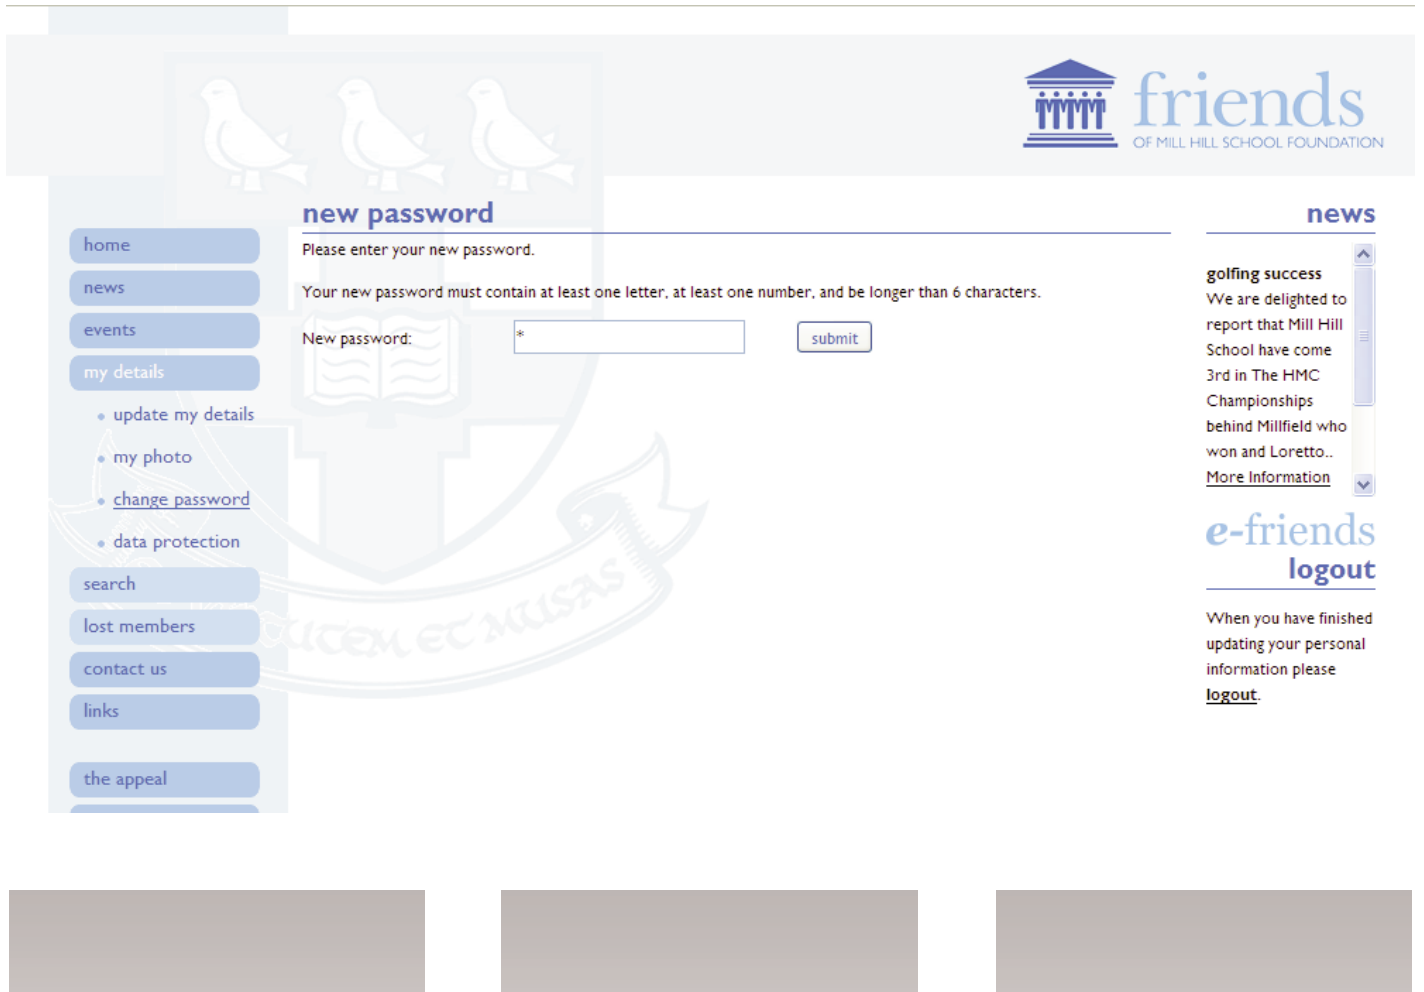 friends
OF MILL HILL SCHOOL FOUNDATION
home
news
events
my details
update my details
my photo
change password
data protection
search
lost members
contact us
links
the appeal
new password
Please enter your new password.
Your new password must contain at least one letter, at least one number, and be longer than 6 characters.
New password: * submit
news
golfing success
We are delighted to
report that Mill Hill
School have come
3rd in The HMC
Championships
behind Millfield who
won and Loretto..
More Information
e-friends
logout
When you have finished
updating your personal
information please
logout.
ET MUSAS